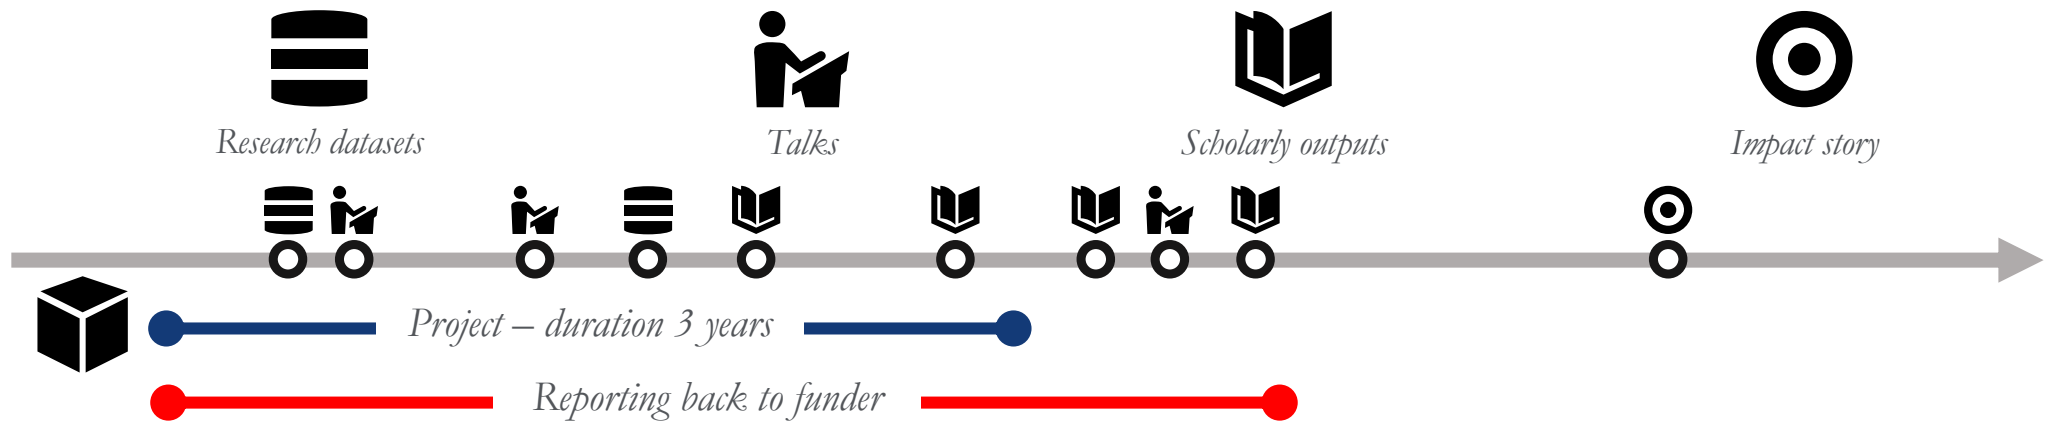 Research datasets
Talks
Scholarly outputs
Impact story
Project – duration 3 years
Reporting back to funder